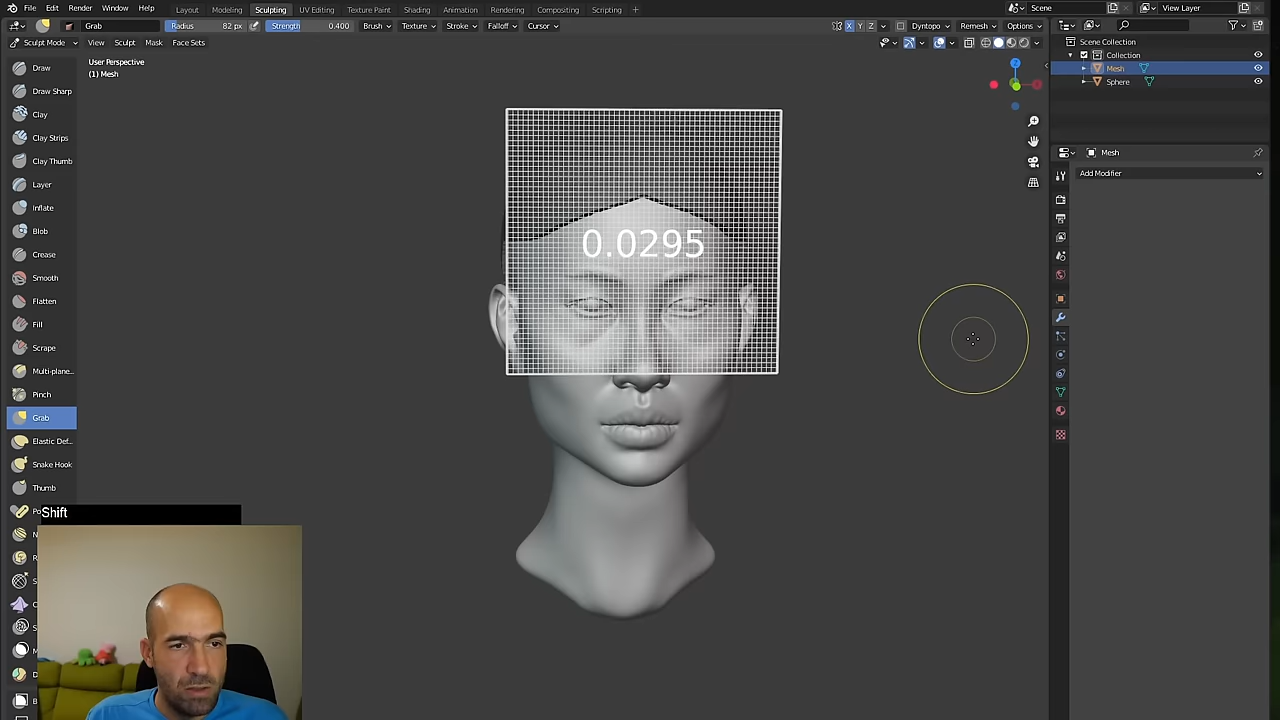 File Edit Render Window Help Layout Modeling Sculpting UV Editing Texture Paint Shading Animation Rendering Compositing Scripting + Scene View Layer
Grab Radius 82 px Strength 0.400 Brush Texture Stroke Falloff Cursor X Y Z Dyntopo Remesh Options
Sculpt Mode View Sculpt Mask Face Sets
User Perspective
(1) Mesh
Scene Collection
Collection
Mesh
Sphere
Z
Mesh
Add Modifier
Draw
Draw Sharp
Clay
Clay Strips
Clay Thumb
Layer
Inflate
Blob
Crease
Smooth
Flatten
Fill
Scrape
Multi-plane...
Pinch
Grab
Elastic Def...
Snake Hook
Thumb
0.0295
Shift